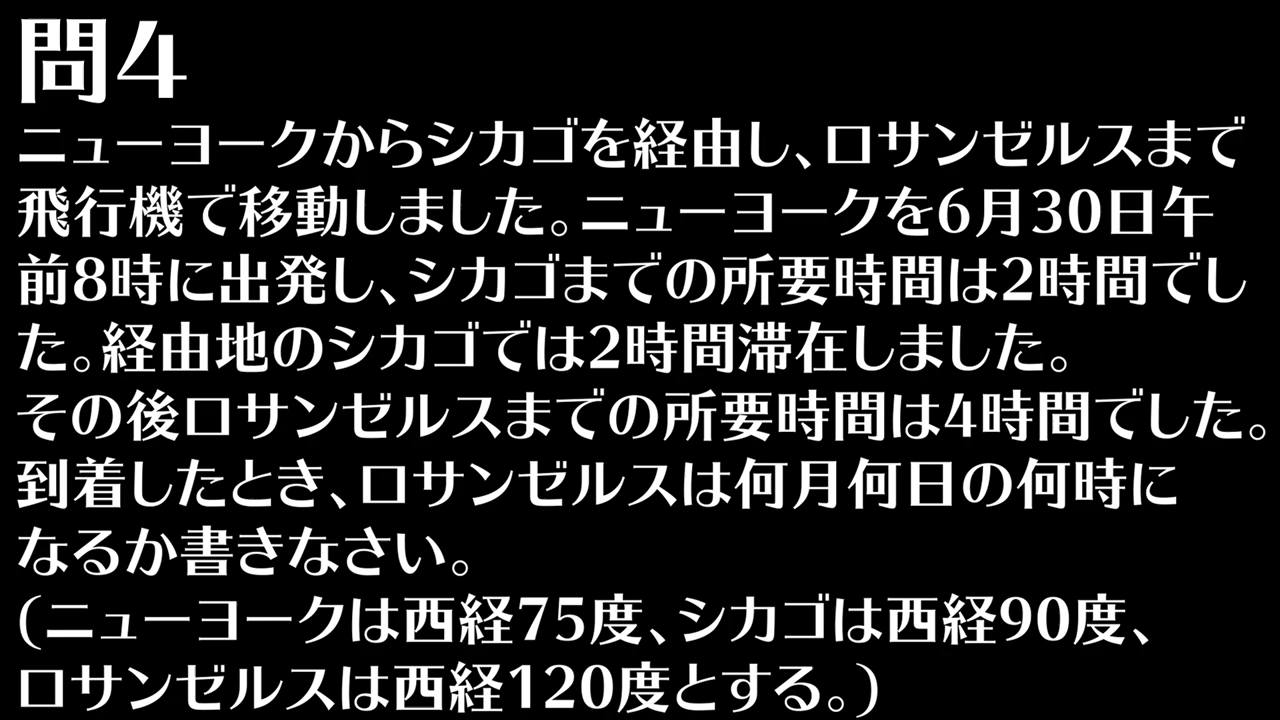 問4
ニューヨークからシカゴを経由し、ロサンゼルスまで
飛行機で移動しました。ニューヨークを6月30日午
前8時に出発し、シカゴまでの所要時間は2時間でし
た。経由地のシカゴでは2時間滞在しました。
その後ロサンゼルスまでの所要時間は4時間でした。
到着したとき、ロサンゼルスは何月何日の何時に
なるか書きなさい。
(ニューヨークは西経75度、シカゴは西経90度、
ロサンゼルスは西経120度とする。)